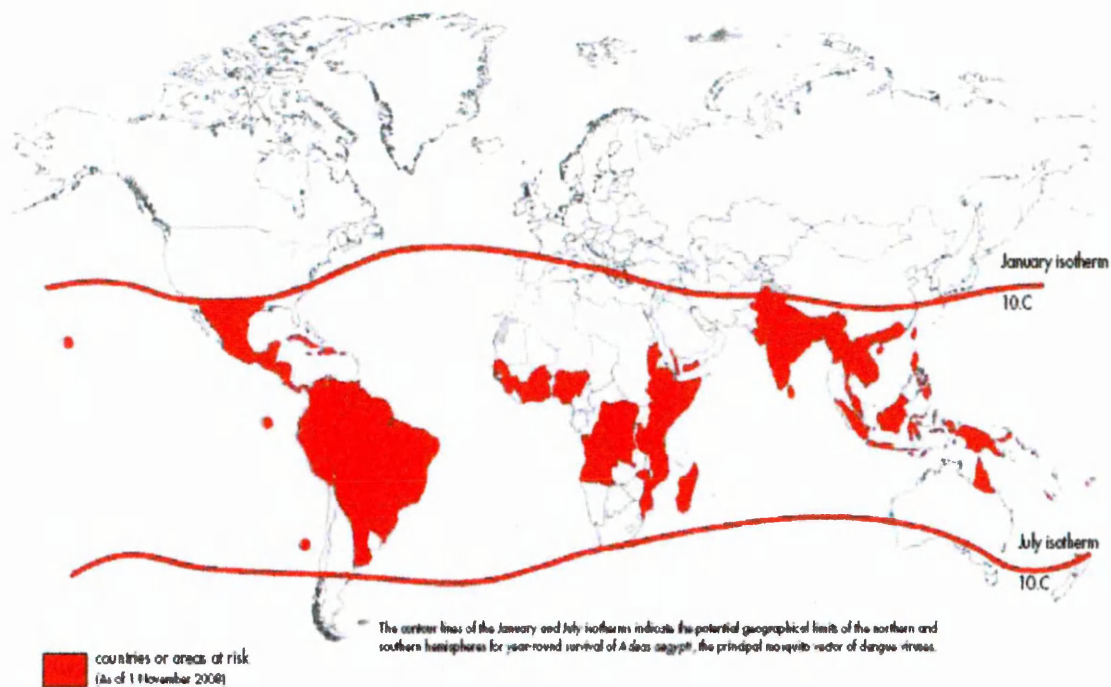 January isotherm
10.C
July isotherm
10.C
The contour lines of the January and July isotherms indicate the potential geographical limits of the northern and
southern hemispheres for year-round survival of Adeas aegypti, the principal mosquito vector of dengue viruses.
countries or areas at risk
(As of 1 November 2008)